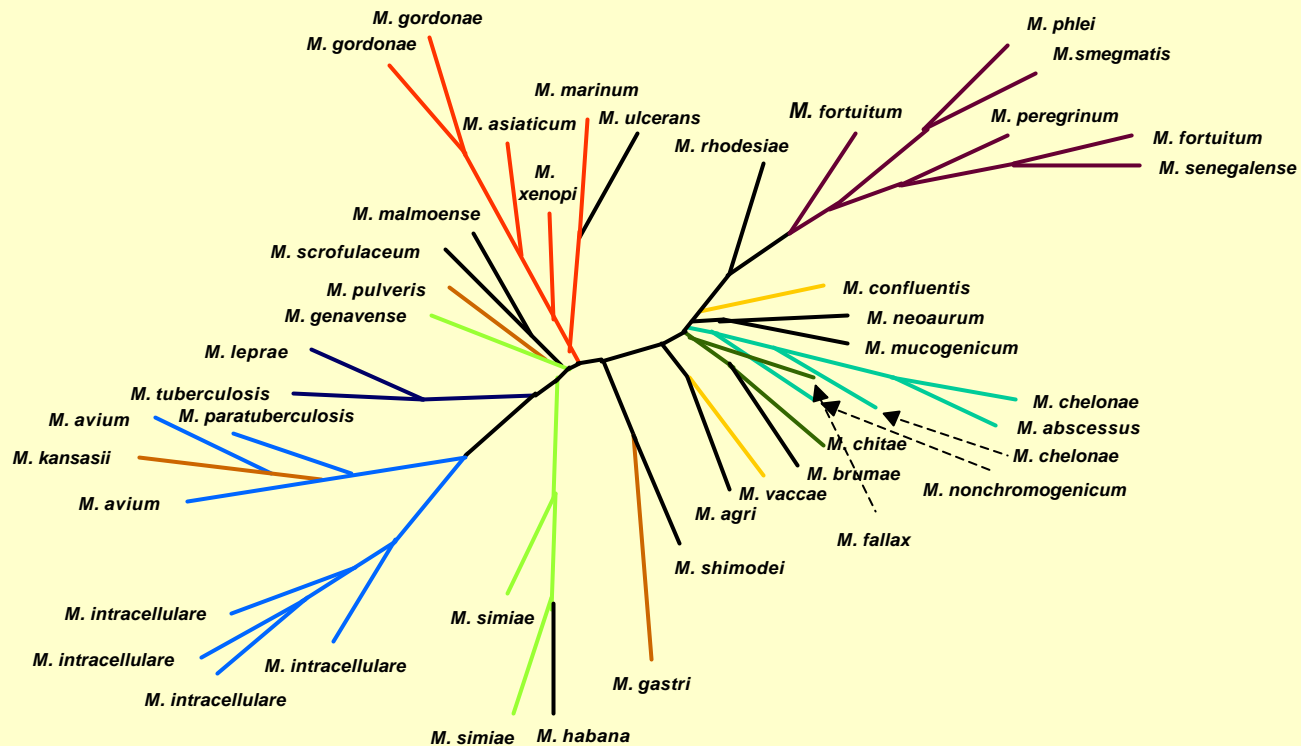 M. gordonae
M. gordonae
M. phlei
M.smegmatis
M. marinum
M. ulcerans
M. fortuitum
M. asiaticum
M. peregrinum
M. fortuitum
M. rhodesiae
M. senegalense
M.
xenopi
M. malmoense
M. scrofulaceum
M. pulveris
M. confluentis
M. genavense
M. neoaurum
M. leprae
M. mucogenicum
M. tuberculosis
M. paratuberculosis
M. avium
M. chelonae
M. abscessus
M. kansasii
M. chitae
M. chelonae
M. brumae
M. nonchromogenicum
M. vaccae
M. avium
M. agri
M. fallax
M. shimodei
M. intracellulare
M. simiae
M. intracellulare
M. intracellulare
M. gastri
M. intracellulare
M. simiae
M. habana